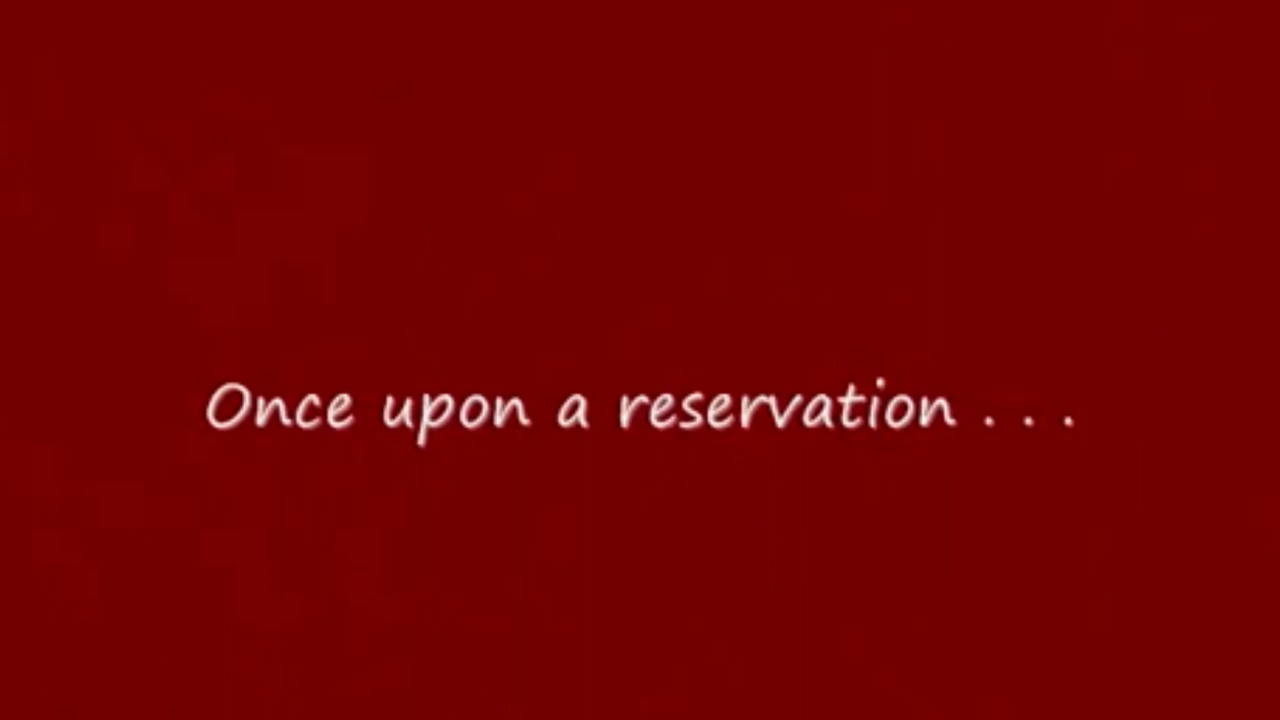 Once upon a reservation . . .